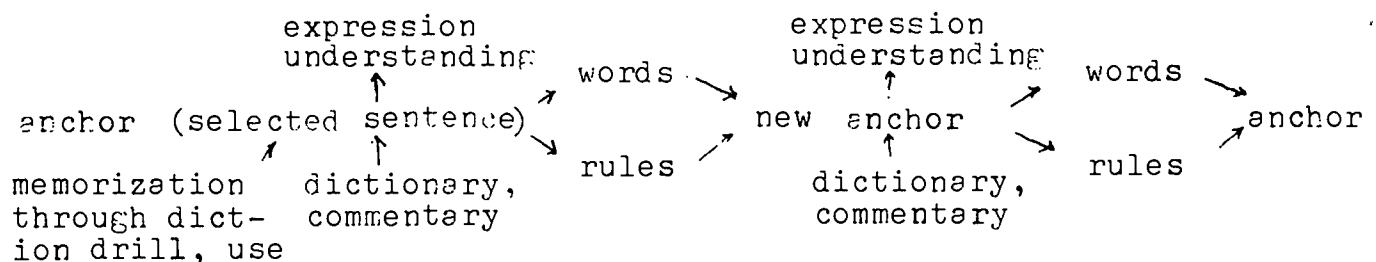 expression
understanding
words
anchor (selected sentence)
rules
memorization
through dict-
ion drill, use
dictionary,
commentary
expression
understanding
new anchor
dictionary,
commentary
words
rules
anchor